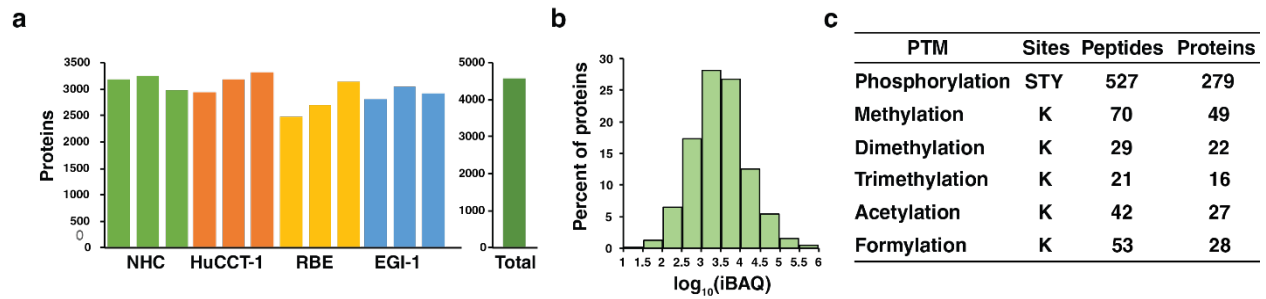 a
Proteins
3500
3000
2500
2000
1500
1000
500
0
0
NHC HuCCT-1 RBE EGI-1
5000
4000
3000
2000
1000
0
Total
b
Percent of proteins
30
25
20
15
10
5
0
1 1.5 2 2.5 3 3.5 4 4.5 5 5.5 6
log10(iBAQ)
c
PTM Sites Peptides Proteins
Phosphorylation STY 527 279
Methylation K 70 49
Dimethylation K 29 22
Trimethylation K 21 16
Acetylation K 42 27
Formylation K 53 28